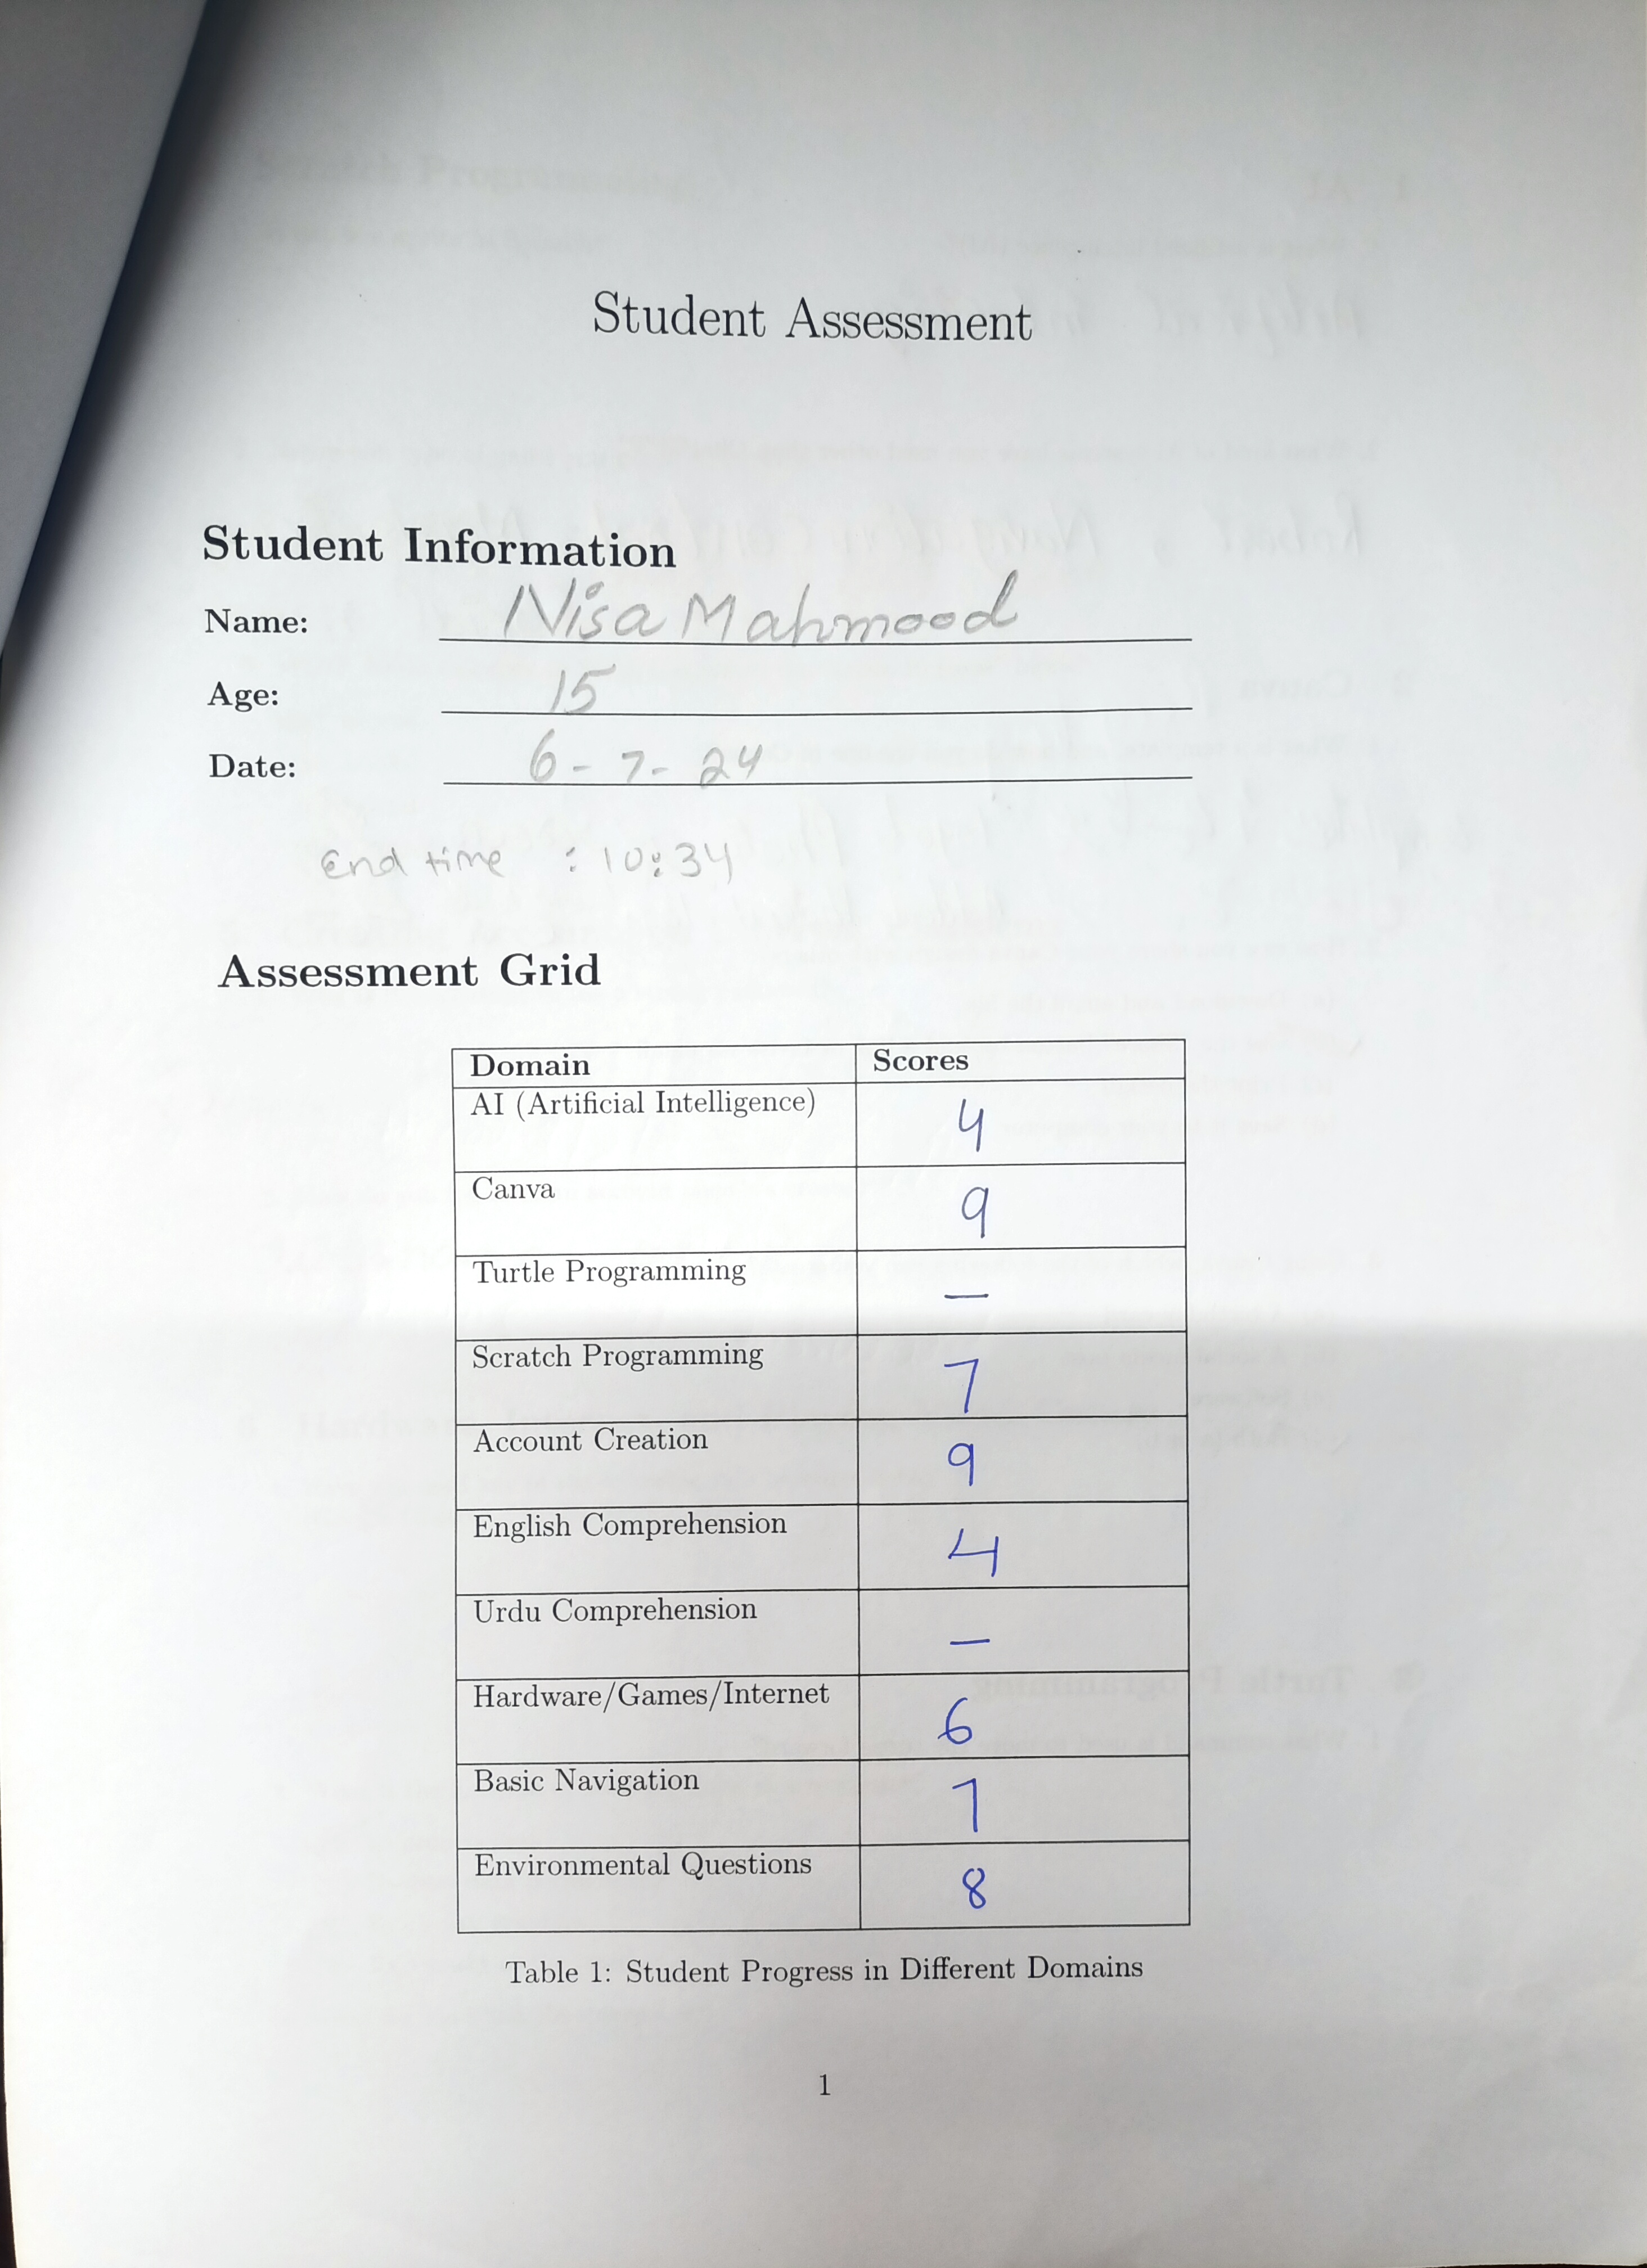 Student Assessment
Student Information
Name: Nisa Mahmood
Age: 15
Date: 6 - 7 - 24
End time : 10:34
Assessment Grid
Domain Scores
AI (Artificial Intelligence) 4
Canva 9
Turtle Programming —
Scratch Programming 7
Account Creation 9
English Comprehension 4
Urdu Comprehension —
Hardware/Games/Internet 6
Basic Navigation 7
Environmental Questions 8
Table 1: Student Progress in Different Domains
1